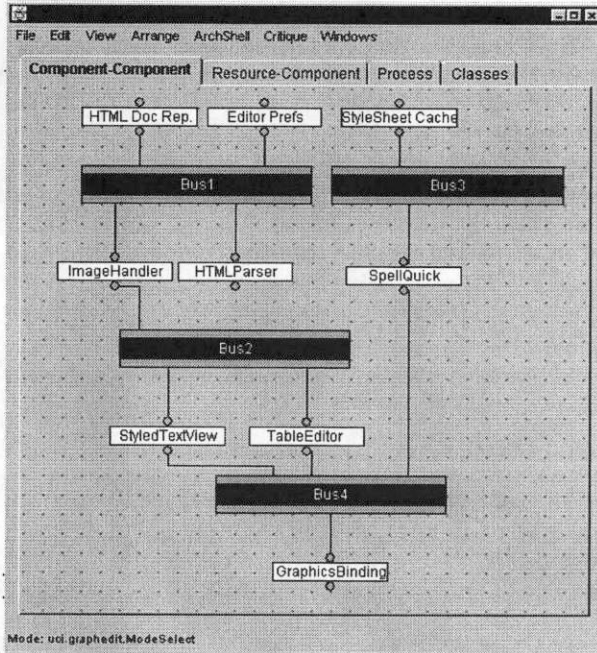 File Edit View Arrange ArchShell Critique Windows
Component-Component Resource-Component Process Classes
HTML Doc Rep. Editor Prefs StyleSheet Cache
Bus1 Bus3
ImageHandler HTMLParser SpellQuick
Bus2
StyledTextView TableEditor
Bus4
GraphicsBinding
Mode: uci.graphedit.ModeSelect